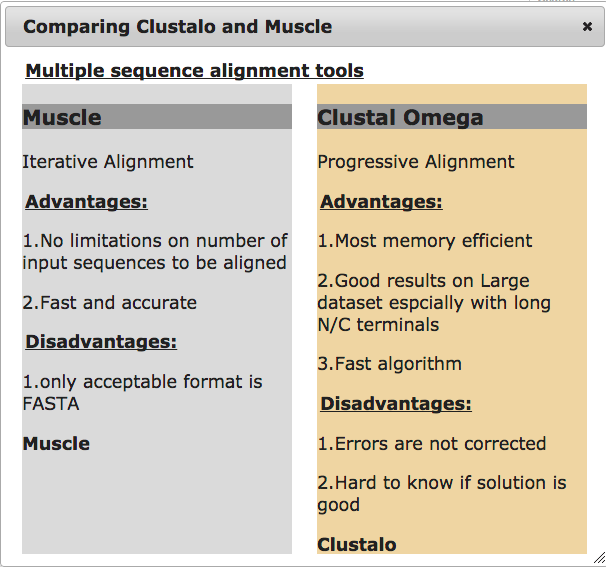 Comparing Clustalo and Muscle
Multiple sequence alignment tools
Muscle
Iterative Alignment
Advantages:
1.No limitations on number of
input sequences to be aligned
2.Fast and accurate
Disadvantages:
1.only acceptable format is
FASTA
Muscle
Clustal Omega
Progressive Alignment
Advantages:
1.Most memory efficient
2.Good results on Large
dataset espcially with long
N/C terminals
3.Fast algorithm
Disadvantages:
1.Errors are not corrected
2.Hard to know if solution is
good
Clustalo